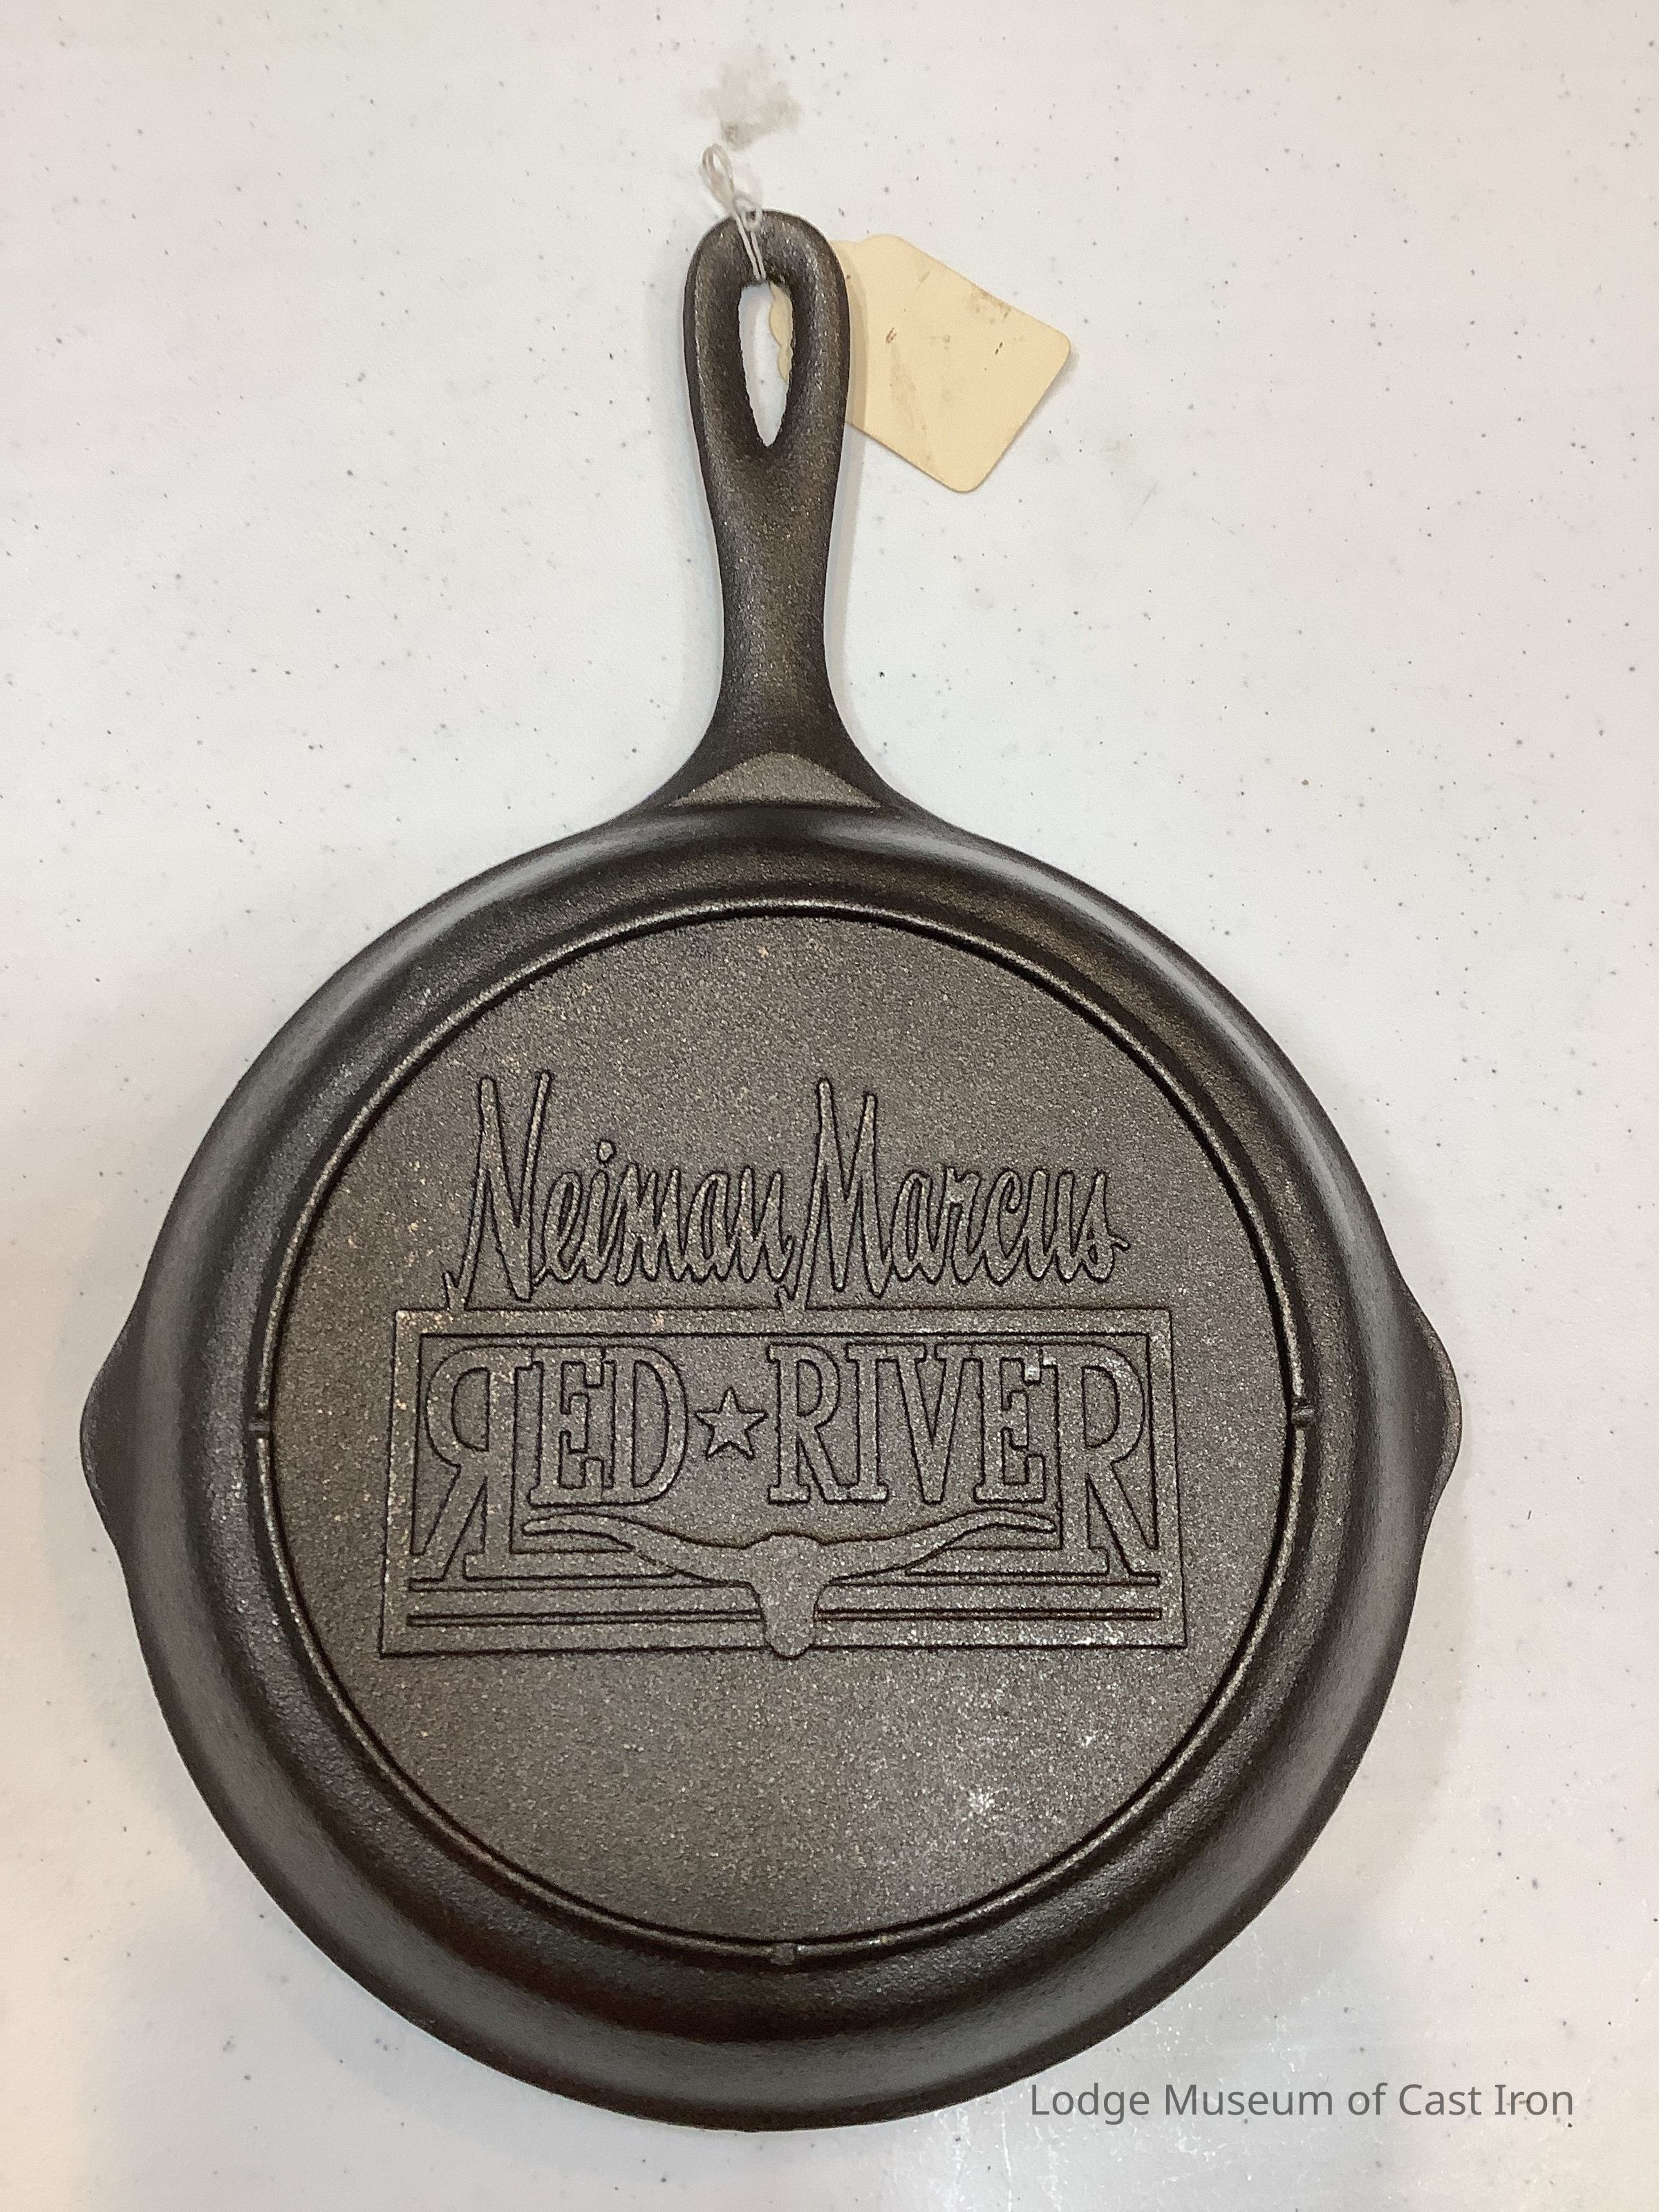 Neiman Marcus
RED★RIVER
Lodge Museum of Cast Iron